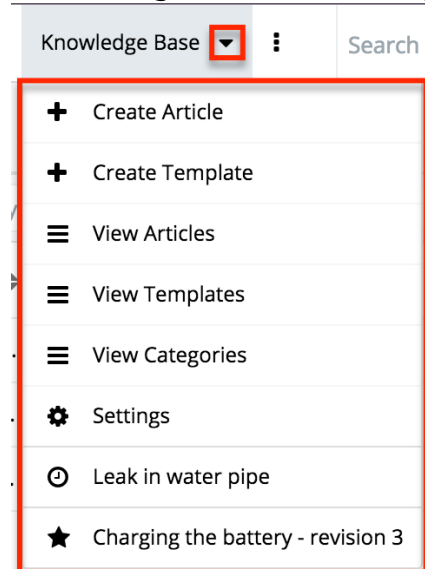 Knowledge Base
Search
Create Article
Create Template
View Articles
View Templates
View Categories
Settings
Leak in water pipe
Charging the battery - revision 3